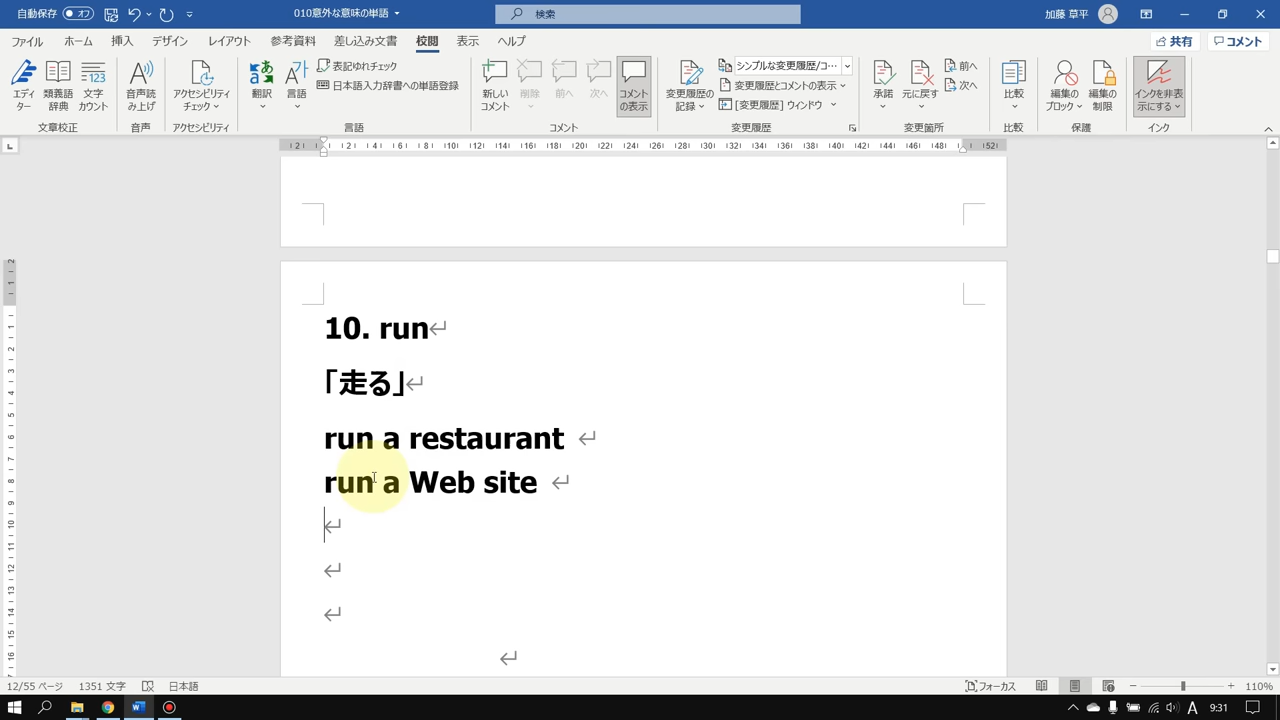 自動保存 オフ 010意外な意味の単語 検索 加藤 草平
ファイル ホーム 挿入 デザイン レイアウト 参考資料 差し込み文書 校閲 表示 ヘルプ 共有 コメント
エディター 類義語辞典 文字カウント 音声読み上げ アクセシビリティチェック 翻訳 言語 表記ゆれチェック 日本語入力辞書への単語登録 新しいコメント 削除 前へ 次へ コメントの表示 変更履歴の記録 シンプルな変更履歴/コ… 変更履歴とコメントの表示 [変更履歴] ウィンドウ 承諾 元に戻す 前へ 次へ 比較 編集のブロック 編集の制限 インクを非表示にする
文章校正 音声 アクセシビリティ 言語 コメント 変更履歴 変更箇所 比較 保護 インク
10. run
「走る」
run a restaurant
run a Web site
12/55 ページ 1351 文字 日本語 フォーカス 110%
A 9:31